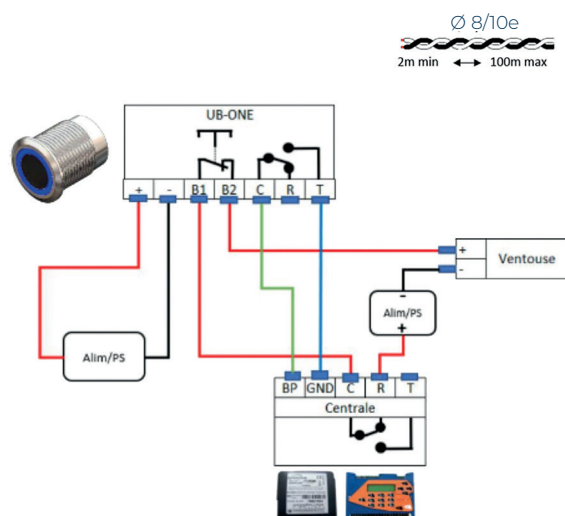 Ø 8/10e
2m min
100m max
UB-ONE
+ - B1 B2 C R T
+
-
Ventouse
-
Alim/PS
+
Alim/PS
BP GND C R T
Centrale